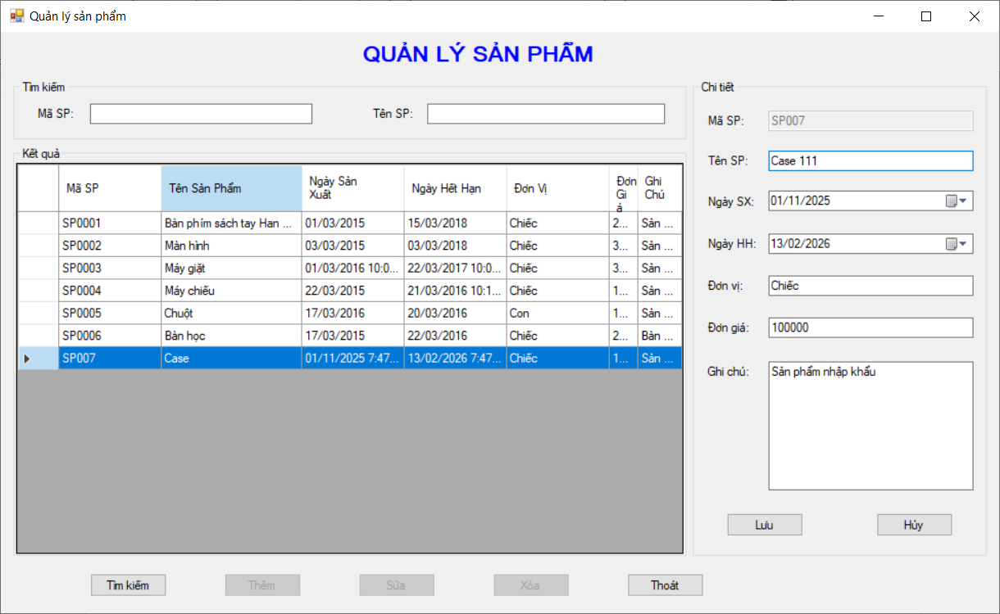 Quản lý sản phẩm
QUẢN LÝ SẢN PHẨM
Tìm kiếm
Mã SP:
Tên SP:
Kết quả
Mã SP Tên Sản Phẩm Ngày Sản Xuất Ngày Hết Hạn Đơn Vị Đơn Giá Ghi Chú
SP0001 Bàn phím sách tay Han ... 01/03/2015 15/03/2018 Chiếc 2... Sản ...
SP0002 Màn hình 03/03/2015 03/03/2018 Chiếc 3... Sản ...
SP0003 Máy giặt 01/03/2016 10:0... 22/03/2017 10:0... Chiếc 3... Sản ...
SP0004 Máy chiếu 22/03/2015 21/03/2016 10:1... Chiếc 1... Sản ...
SP0005 Chuột 17/03/2016 20/03/2016 Con 1... Sản ...
SP0006 Bàn học 17/03/2015 22/03/2016 Chiếc 2... Bàn ...
SP007 Case 01/11/2025 7:47... 13/02/2026 7:47... Chiếc 1... Sản ...
Chi tiết
Mã SP: SP007
Tên SP: Case 111
Ngày SX: 01/11/2025
Ngày HH: 13/02/2026
Đơn vị: Chiếc
Đơn giá: 100000
Ghi chú: Sản phẩm nhập khẩu
Lưu Hủy
Tìm kiếm Thêm Sửa Xóa Thoát